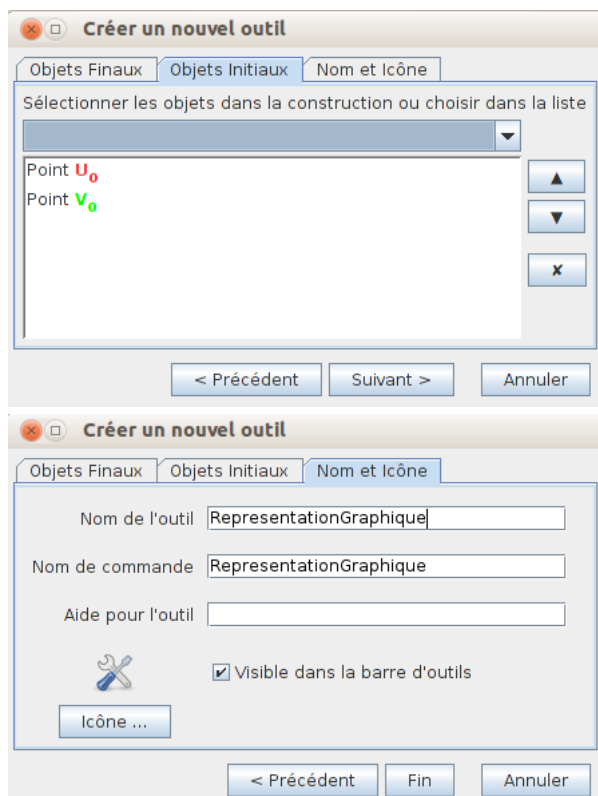 Créer un nouvel outil
Objets Finaux Objets Initiaux Nom et Icône
Sélectionner les objets dans la construction ou choisir dans la liste
Point U0
Point V0
< Précédent Suivant > Annuler
Créer un nouvel outil
Objets Finaux Objets Initiaux Nom et Icône
Nom de l'outil RepresentationGraphique
Nom de commande RepresentationGraphique
Aide pour l'outil
Visible dans la barre d'outils
Icône ...
< Précédent Fin Annuler